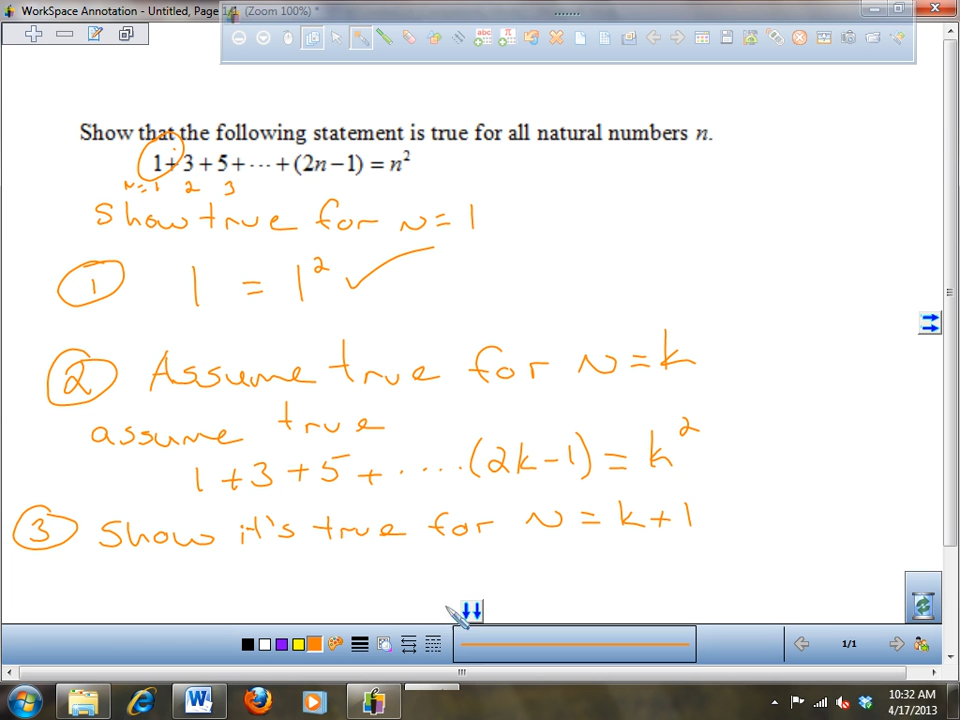 WorkSpace Annotation - Untitled, Page 1/1 (Zoom 100%) *
Show that the following statement is true for all natural numbers n.
1+3+5+⋯+(2n−1)=n²
N=1 2 3
Show true for N=1
1 1 = 1² ✓
2 Assume true for N=k
assume true
1+3+5+....(2k-1)=k²
3 Show it's true for N=k+1
1/1
10:32 AM
4/17/2013